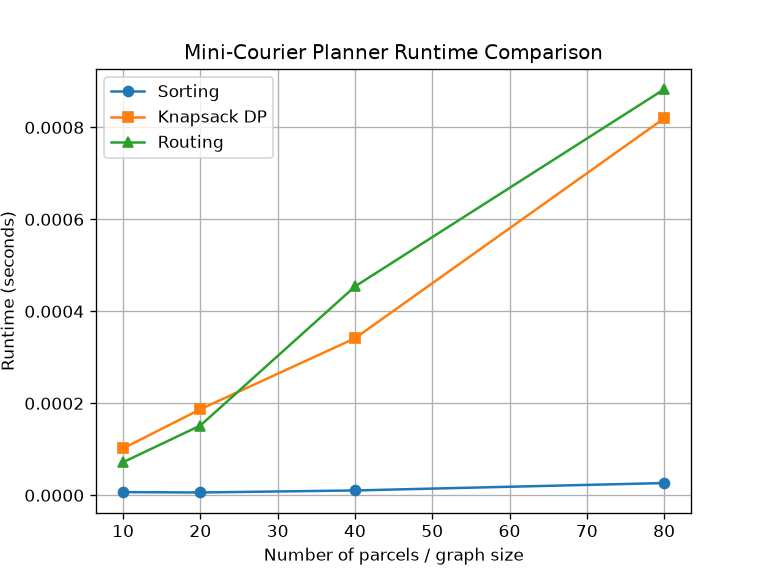 Mini-Courier Planner Runtime Comparison
Sorting
Knapsack DP
Routing
Runtime (seconds)
0.0008
0.0006
0.0004
0.0002
0.0000
10 20 30 40 50 60 70 80
Number of parcels / graph size